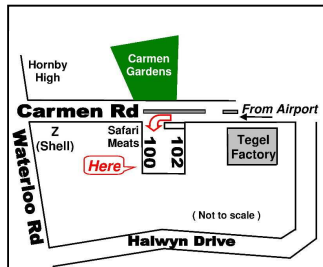 Carmen
Gardens
Hornby
High
Carmen Rd
From Airport
Z
(Shell)
Safari
Meats
100
102
Tegel
Factory
Here
Waterloo Rd
( Not to scale )
Halwyn Drive